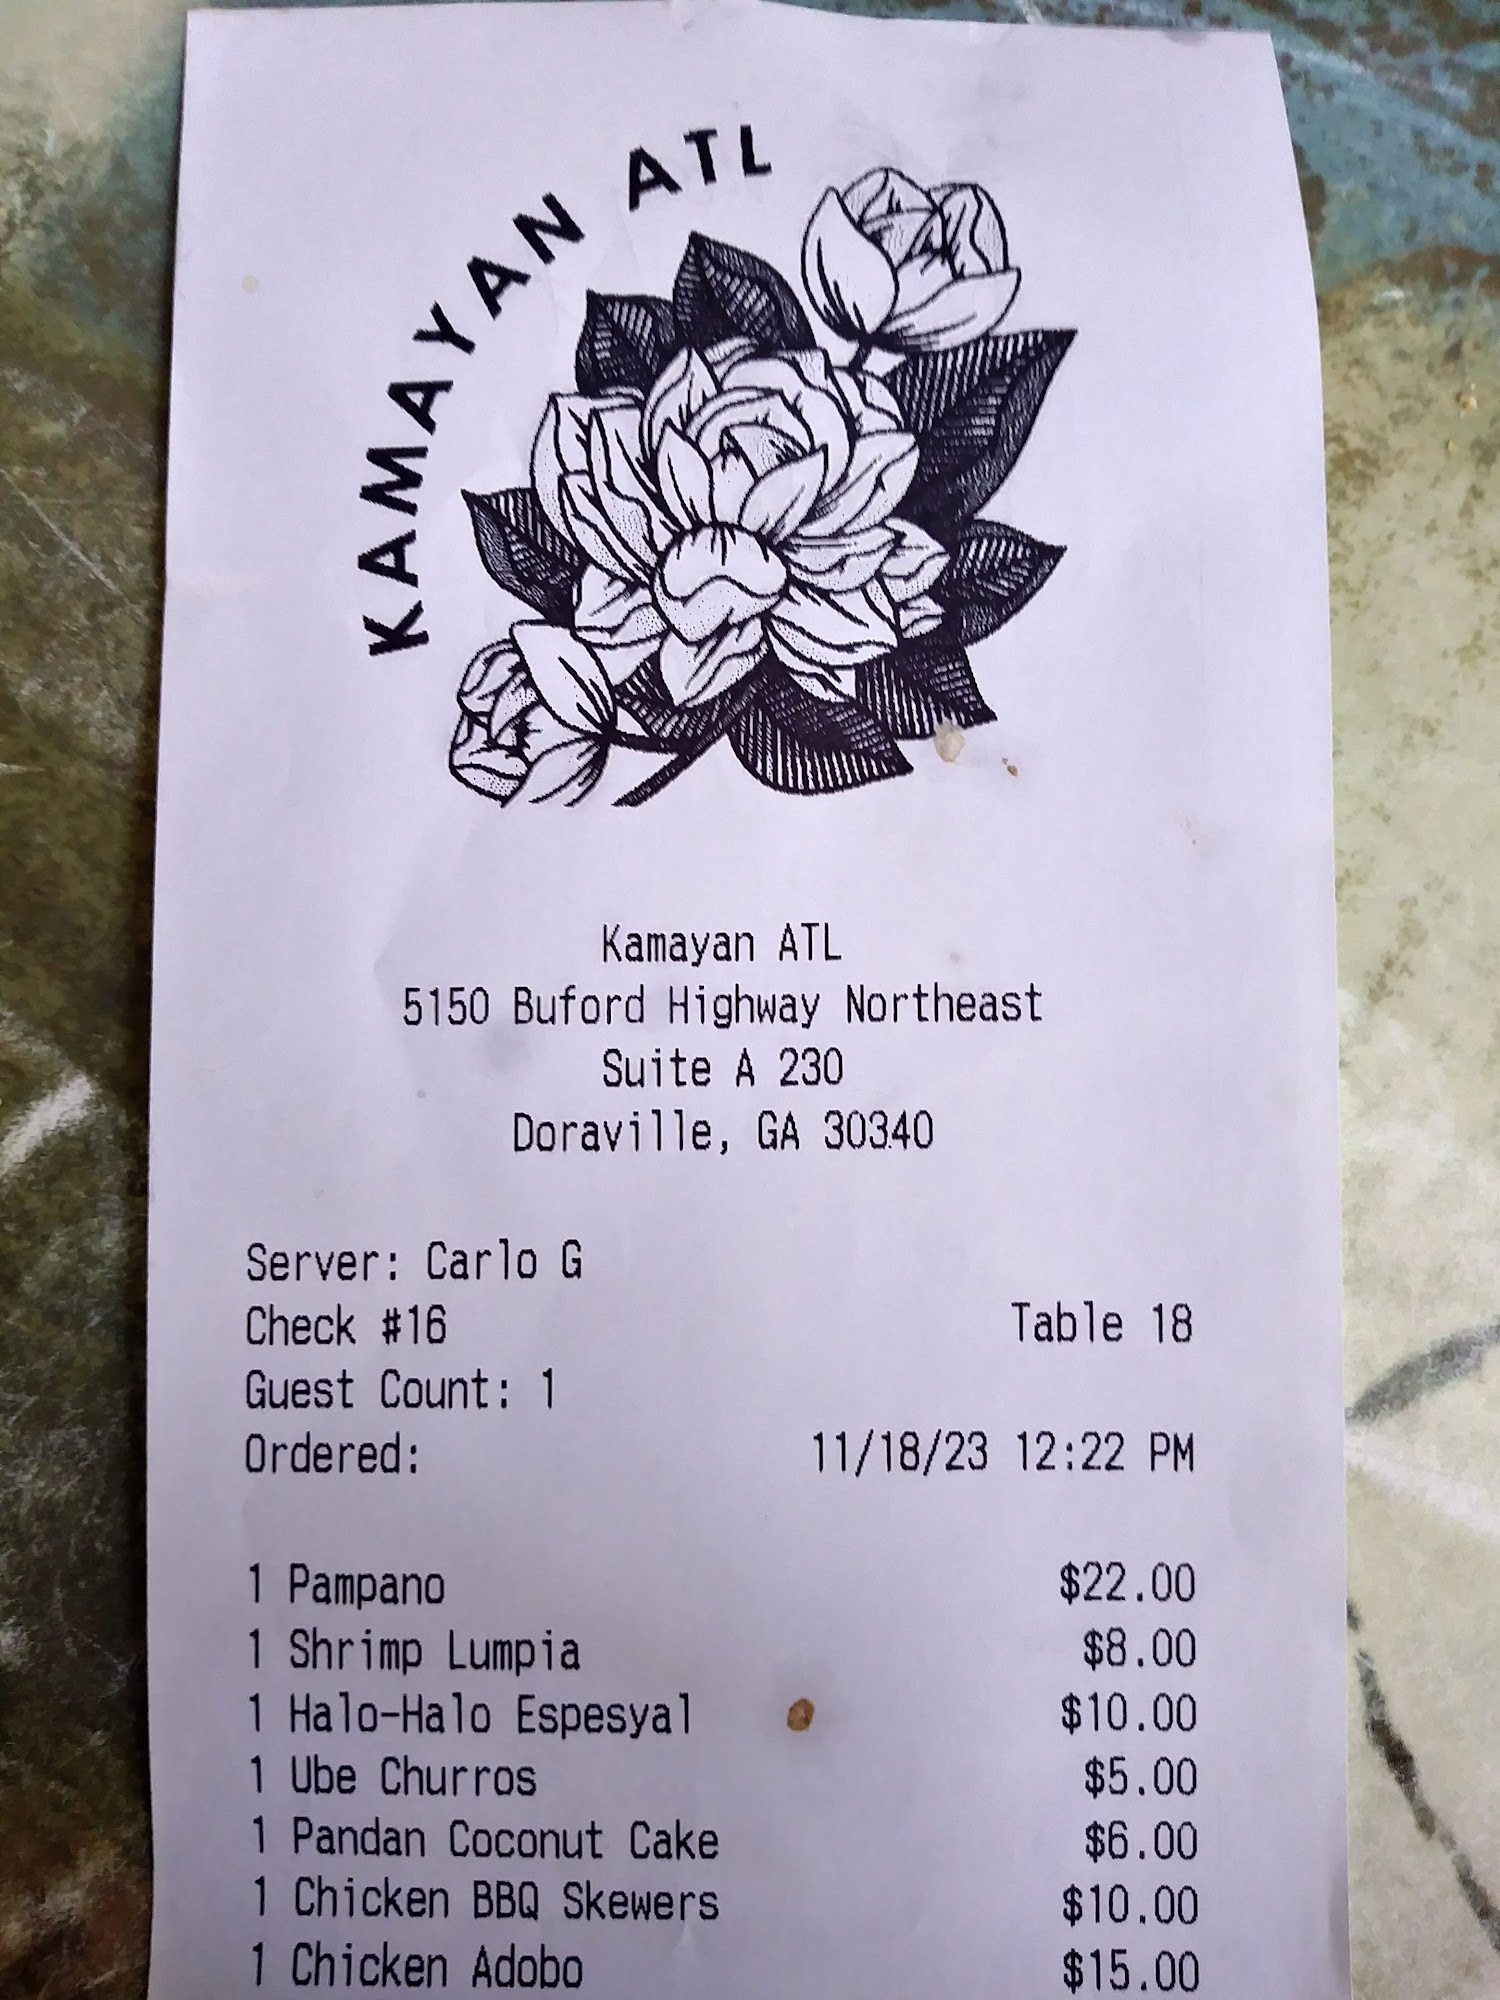 KAMAYAN ATL
Kamayan ATL
5150 Buford Highway Northeast
Suite A 230
Doraville, GA 30340
Server: Carlo G
Check #16 Table 18
Guest Count: 1
Ordered: 11/18/23 12:22 PM
1 Pampano $22.00
1 Shrimp Lumpia $8.00
1 Halo-Halo Espesyal $10.00
1 Ube Churros $5.00
1 Pandan Coconut Cake $6.00
1 Chicken BBQ Skewers $10.00
1 Chicken Adobo $15.00